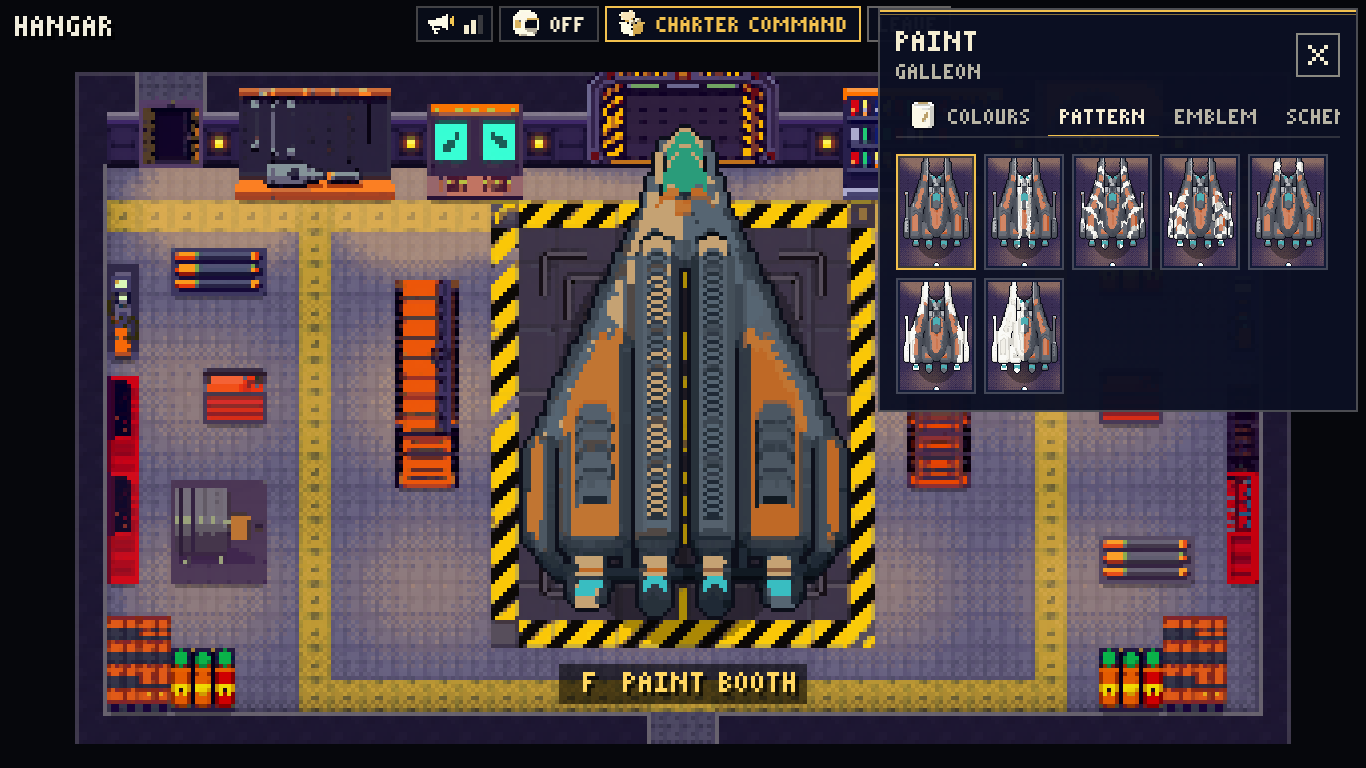 HANGAR
OFF
CHARTER COMMAND
PAINT
GALLEON
COLOURS
PATTERN
EMBLEM
F PAINT BOOTH